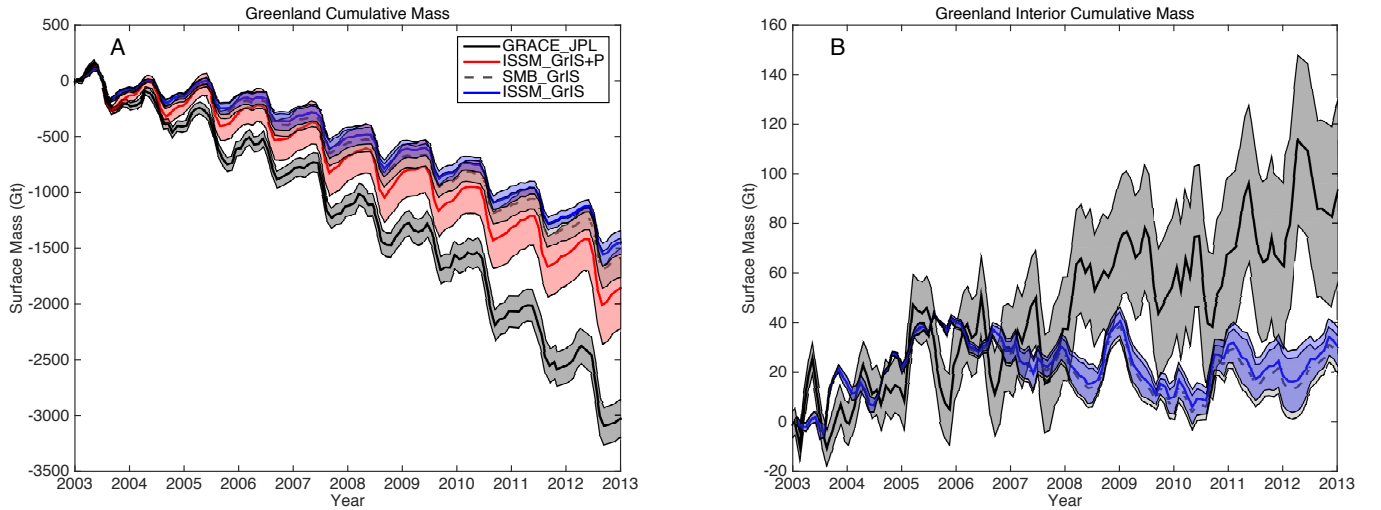 Greenland Cumulative Mass
A
GRACE_JPL
ISSM_GrIS+P
SMB_GrIS
ISSM_GrIS
Surface Mass (Gt)
500
0
-500
-1000
-1500
-2000
-2500
-3000
-3500
2003 2004 2005 2006 2007 2008 2009 2010 2011 2012 2013
Year
Greenland Interior Cumulative Mass
B
Surface Mass (Gt)
160
140
120
100
80
60
40
20
0
-20
2003 2004 2005 2006 2007 2008 2009 2010 2011 2012 2013
Year